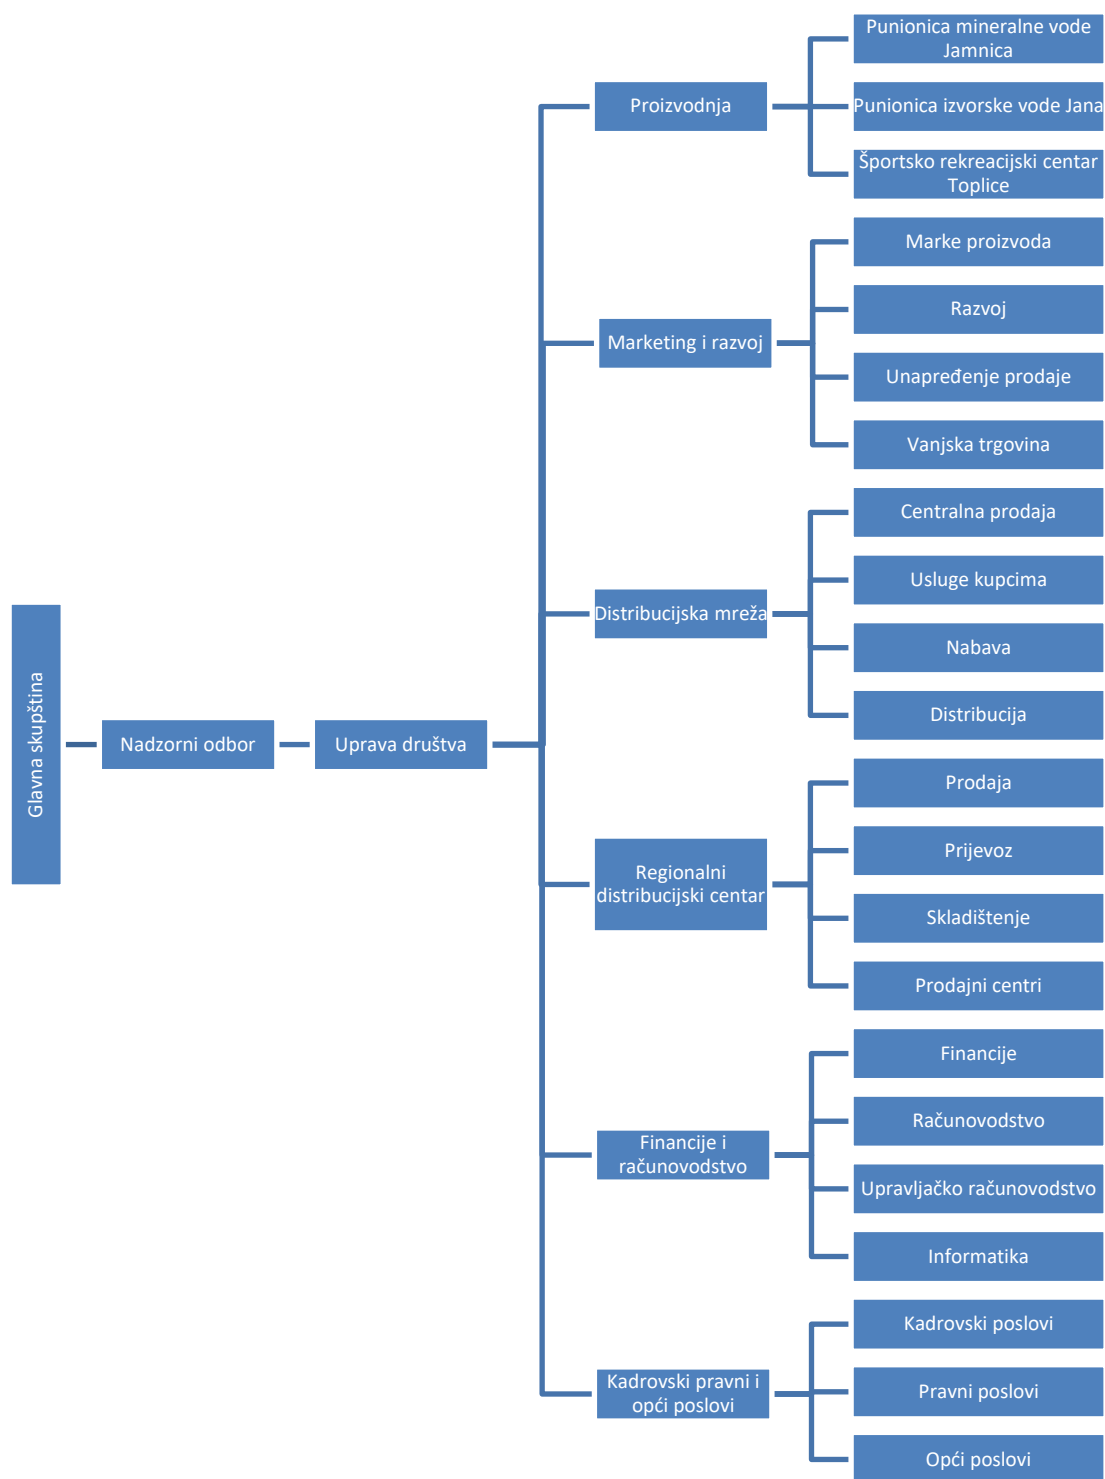 Glavna skupština
Nadzorni odbor
Uprava društva
Proizvodnja
Punionica mineralne vode
Jamnica
Punionica izvorske vode Jana
Športsko rekreacijski centar
Toplice
Marketing i razvoj
Marke proizvoda
Razvoj
Unapređenje prodaje
Vanjska trgovina
Distribucijska mreža
Centralna prodaja
Usluge kupcima
Nabava
Distribucija
Regionalni
distribucijski centar
Prodaja
Prijevoz
Skladištenje
Prodajni centri
Financije i
računovodstvo
Financije
Računovodstvo
Upravljačko računovodstvo
Informatika
Kadrovski pravni i
opći poslovi
Kadrovski poslovi
Pravni poslovi
Opći poslovi